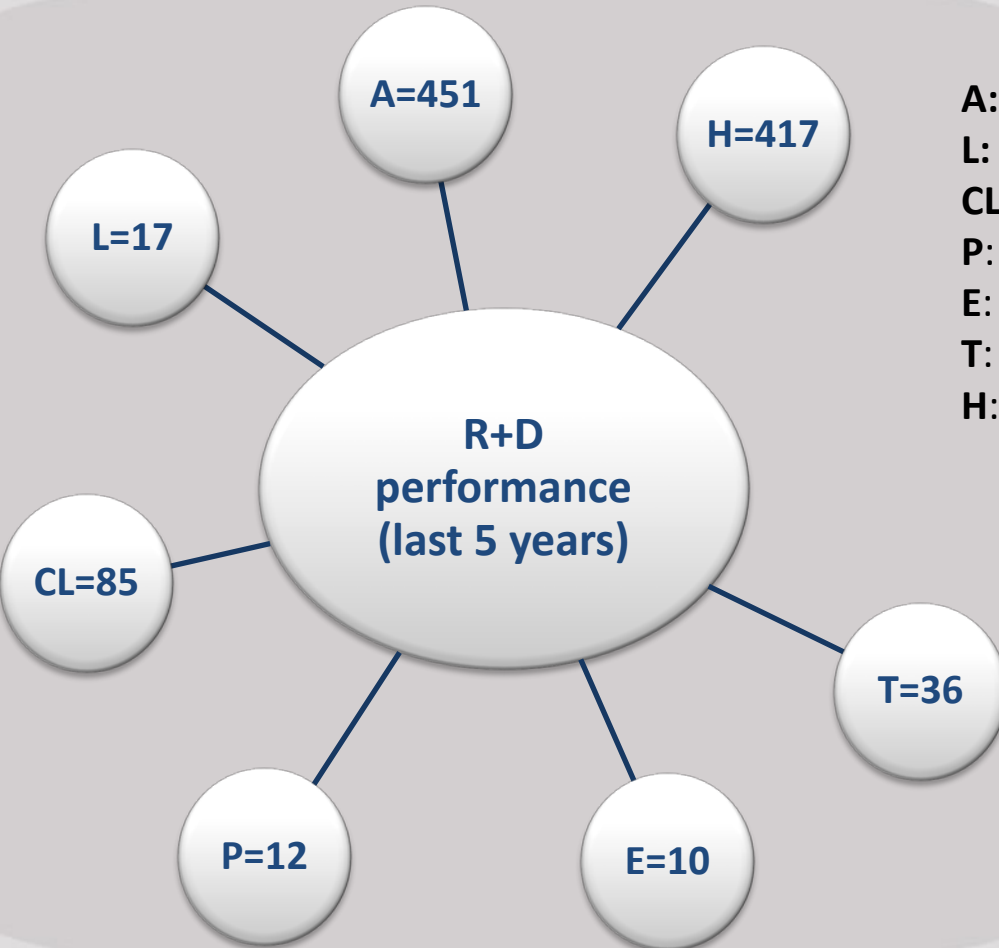 A=451
H=417
L=17
R+D
performance
(last 5 years)
CL=85
T=36
P=12
E=10
A:
L:
CL
P:
E:
T:
H: